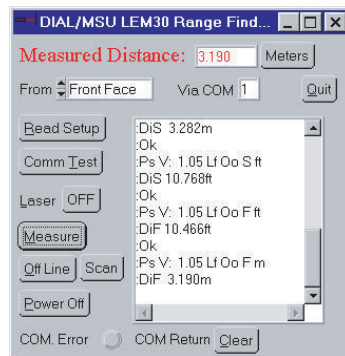 DIAL/MSU LEM30 Range Find...
Measured Distance: 3.190 Meters
From Front Face Via COM 1 Quit
Read Setup
Comm Test
Laser OFF
Measure
Off Line Scan
Power Off
:DiS 3.282m
:Ok
:Ps V: 1.05 Lf Oo S ft
:DiS 10.768ft
:Ok
:Ps V: 1.05 Lf Oo F ft
:DiF 10.466ft
:Ok
:Ps V: 1.05 Lf Oo F m
:DiF 3.190m
COM. Error COM Return Clear